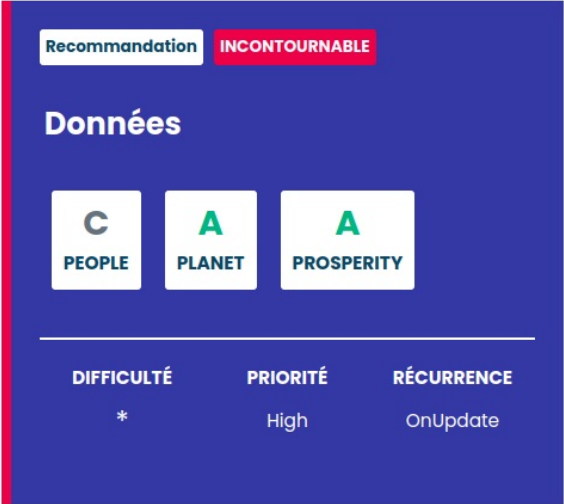 Recommandation INCONTOURNABLE
Données
C A A
PEOPLE PLANET PROSPERITY
DIFFICULTÉ PRIORITÉ RÉCURRENCE
* High OnUpdate